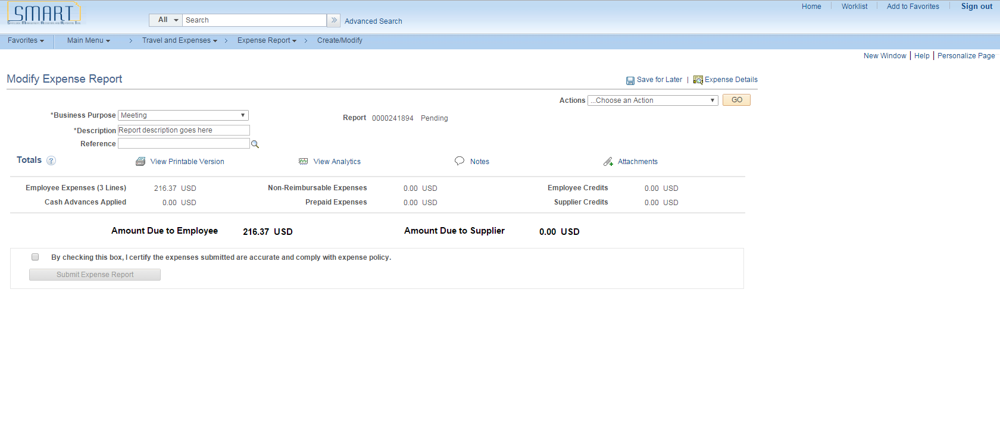 SMART
Home
Worklist
Add to Favorites
Sign out
All
Search
Advanced Search
Favorites
Main Menu
Travel and Expenses
Expense Report
Create/Modify
New Window
Help
Personalize Page
Modify Expense Report
Save for Later | Expense Details
Actions ...Choose an Action GO
*Business Purpose Meeting
Report 0000241894 Pending
*Description Report description goes here
Reference
Totals ?
View Printable Version
View Analytics
Notes
Attachments
Employee Expenses (3 Lines) 216.37 USD
Non-Reimbursable Expenses 0.00 USD
Employee Credits 0.00 USD
Cash Advances Applied 0.00 USD
Prepaid Expenses 0.00 USD
Supplier Credits 0.00 USD
Amount Due to Employee 216.37 USD
Amount Due to Supplier 0.00 USD
By checking this box, I certify the expenses submitted are accurate and comply with expense policy.
Submit Expense Report